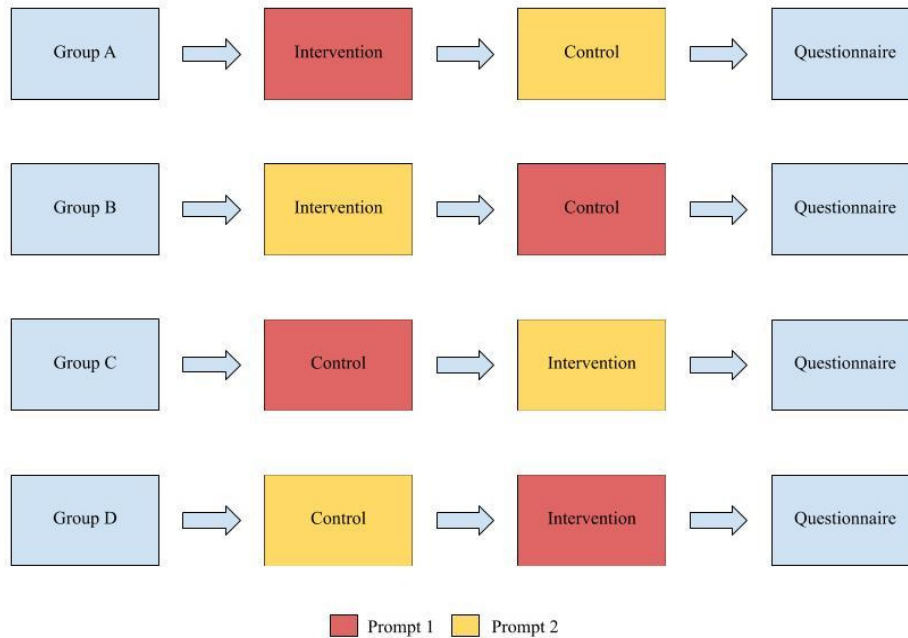 Group A Intervention Control Questionnaire
Group B Intervention Control Questionnaire
Group C Control Intervention Questionnaire
Group D Control Intervention Questionnaire
Prompt 1 Prompt 2